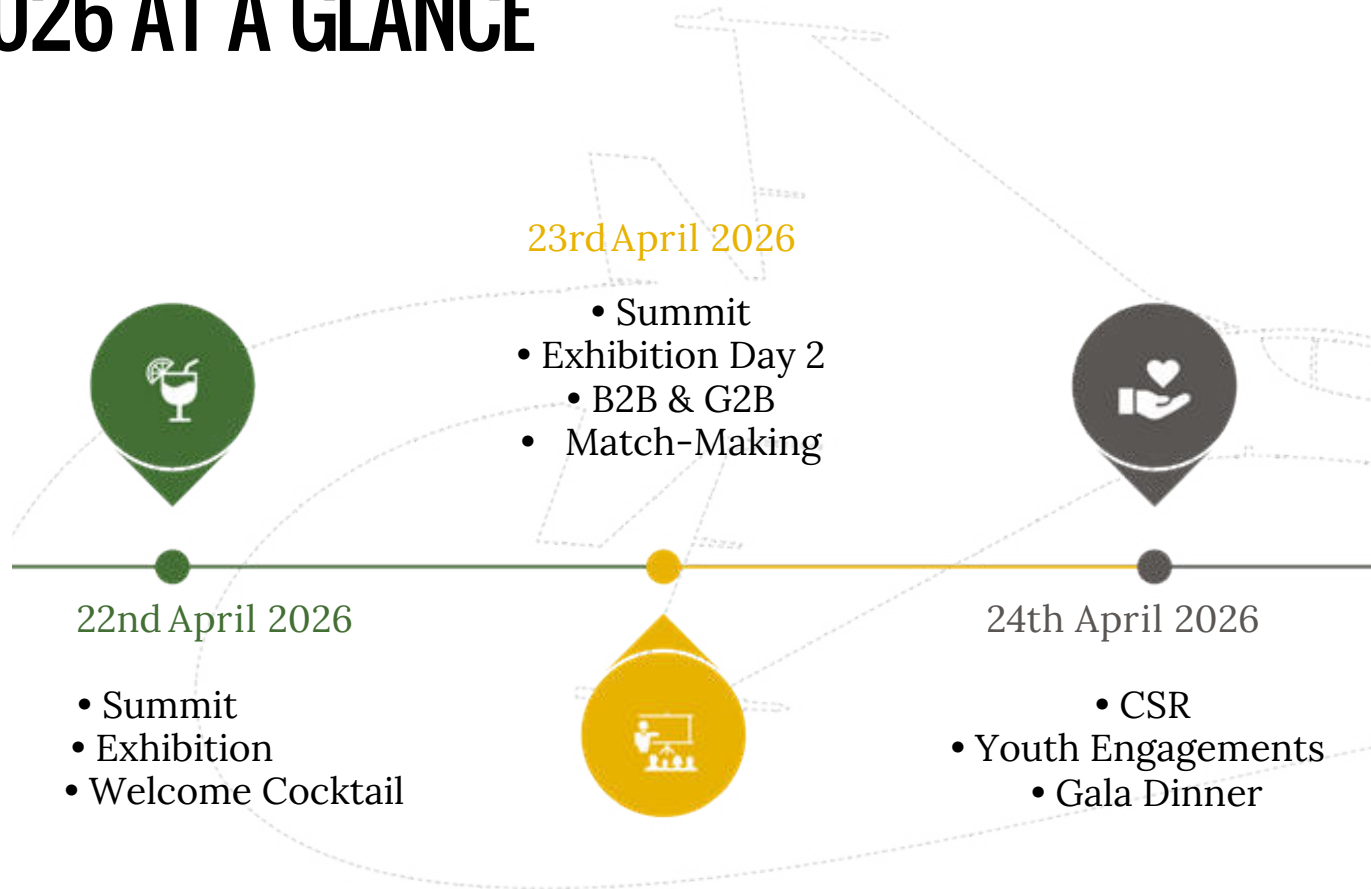 026 AT A GLANCE
23rd April 2026
• Summit
• Exhibition Day 2
• B2B & G2B
• Match-Making
22nd April 2026
• Summit
• Exhibition
• Welcome Cocktail
24th April 2026
• CSR
• Youth Engagements
• Gala Dinner